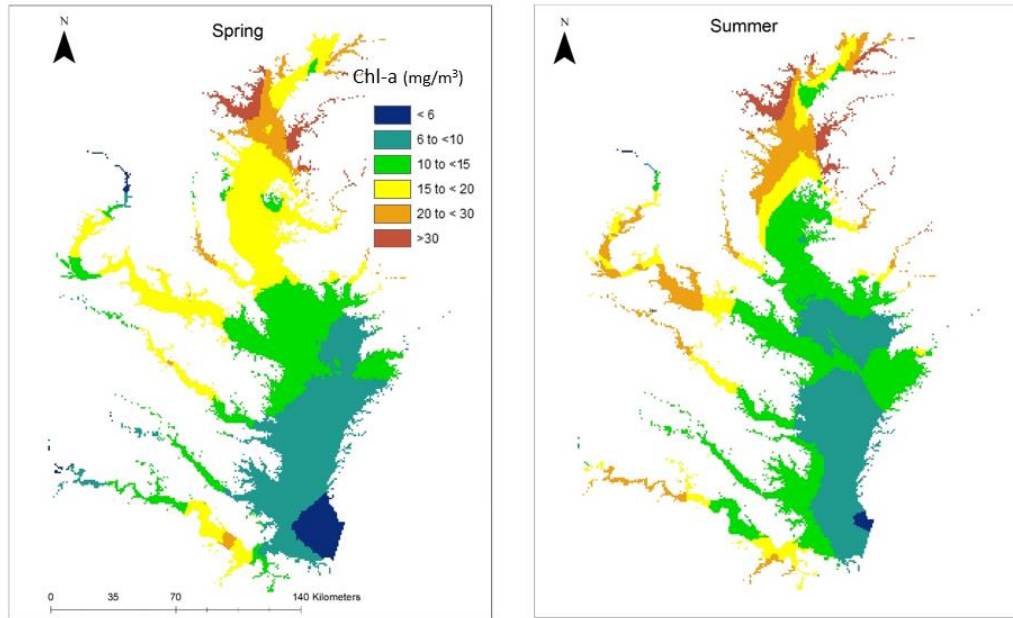 N
Spring
Chl-a (mg/m³)
< 6
6 to <10
10 to <15
15 to < 20
20 to < 30
>30
0 35 70 140 Kilometers
N
Summer